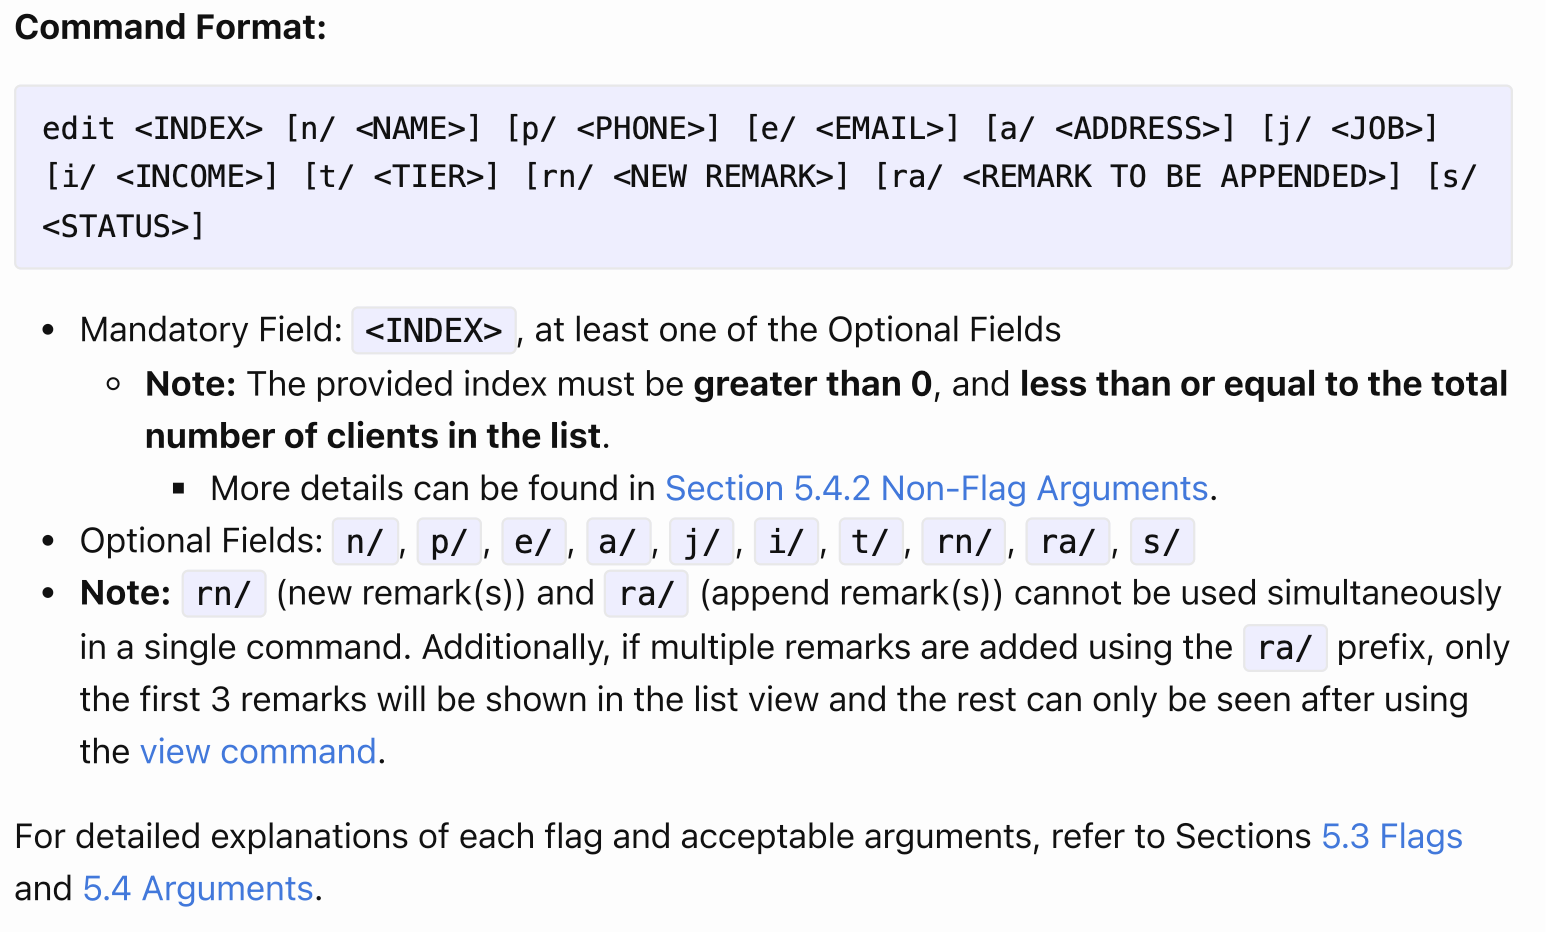 Command Format:
edit <INDEX> [n/ <NAME>] [p/ <PHONE>] [e/ <EMAIL>] [a/ <ADDRESS>] [j/ <JOB>]
[i/ <INCOME>] [t/ <TIER>] [rn/ <NEW REMARK>] [ra/ <REMARK TO BE APPENDED>] [s/
<STATUS>]
• Mandatory Field: <INDEX>, at least one of the Optional Fields
◦ Note: The provided index must be greater than 0, and less than or equal to the total
number of clients in the list.
▪ More details can be found in Section 5.4.2 Non-Flag Arguments.
• Optional Fields: n/, p/, e/, a/, j/, i/, t/, rn/, ra/, s/
• Note: rn/ (new remark(s)) and ra/ (append remark(s)) cannot be used simultaneously
in a single command. Additionally, if multiple remarks are added using the ra/ prefix, only
the first 3 remarks will be shown in the list view and the rest can only be seen after using
the view command.
For detailed explanations of each flag and acceptable arguments, refer to Sections 5.3 Flags
and 5.4 Arguments.